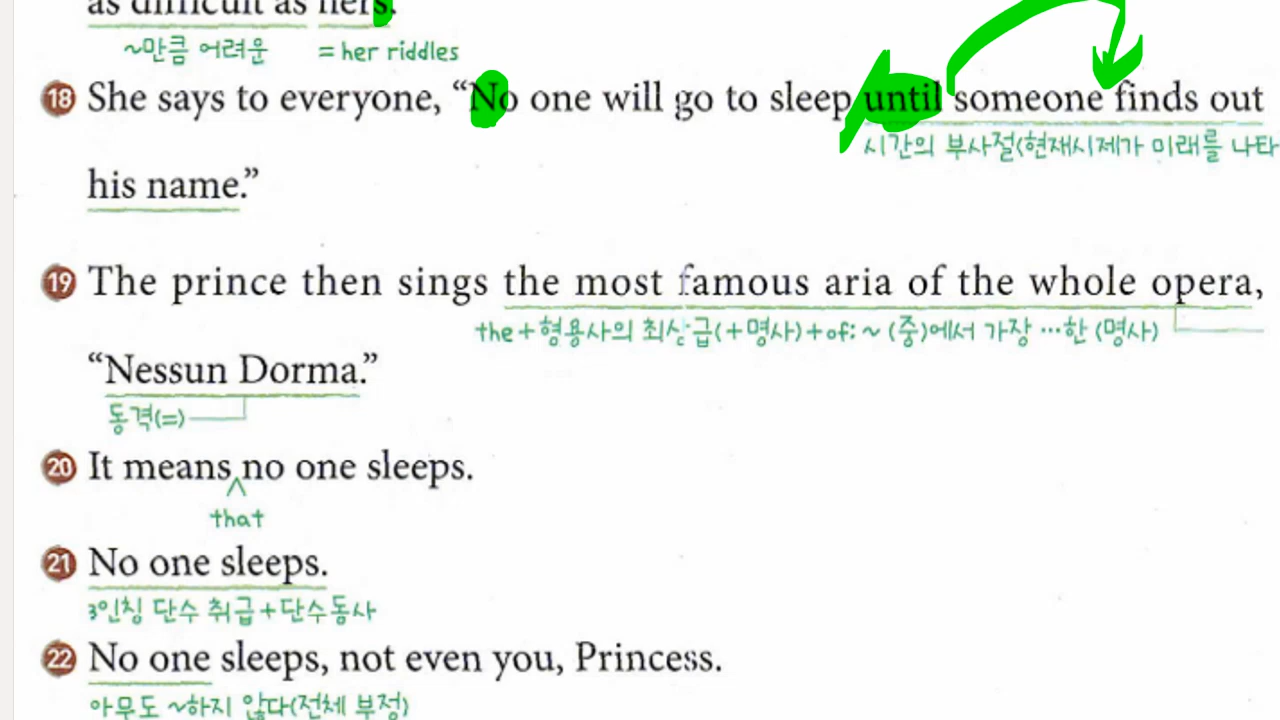 as difficult as hers.
~만큼 어려운 = her riddles
18 She says to everyone, “No one will go to sleep until someone finds out
시간의 부사절(현재시제가 미래를 나타
his name.”
19 The prince then sings the most famous aria of the whole opera,
the+형용사의 최상급(+명사)+of: ~ (중)에서 가장 …한 (명사)
“Nessun Dorma.”
동격(=)
20 It means no one sleeps.
that
21 No one sleeps.
3인칭 단수 취급+단수동사
22 No one sleeps, not even you, Princess.
아무도 ~하지 않다(전체 부정)